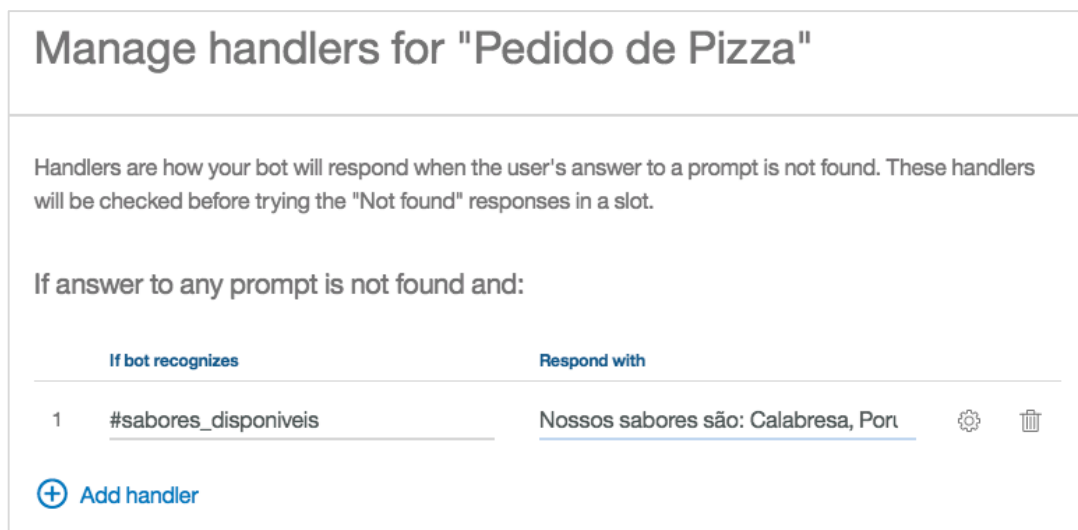 Manage handlers for "Pedido de Pizza"
Handlers are how your bot will respond when the user's answer to a prompt is not found. These handlers
will be checked before trying the "Not found" responses in a slot.
If answer to any prompt is not found and:
If bot recognizes Respond with
1 #sabores_disponiveis Nossos sabores são: Calabresa,
Add handler